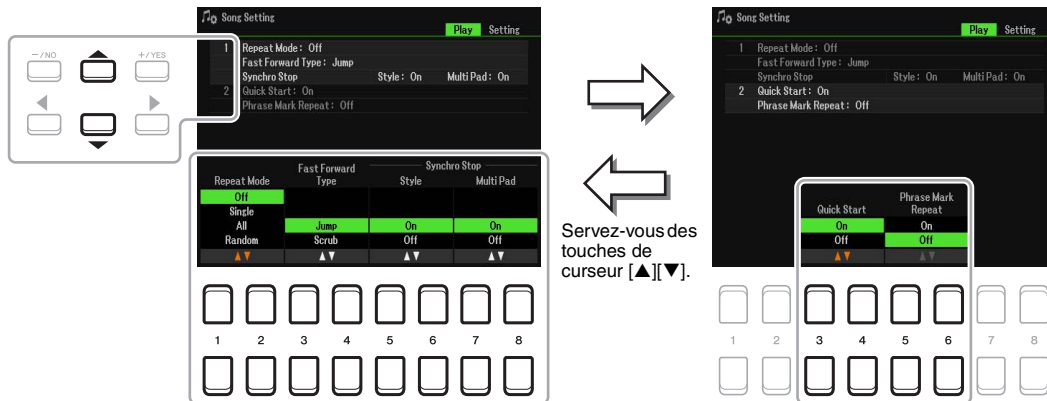 Song Setting
Play Setting
1 Repeat Mode: Off
Fast Forward Type: Jump
Synchro Stop Style: On Multi Pad: On
2 Quick Start: On
Phrase Mark Repeat: Off
-/NO +/YES
Repeat Mode Fast Forward Type Synchro Stop Style Multi Pad
Off
Single
All Jump On On
Random Scrub Off Off
▲▼ ▲▼ ▲▼ ▲▼
1 2 3 4 5 6 7 8
Servez-vous des
touches de
curseur [▲][▼].
Song Setting
Play Setting
1 Repeat Mode: Off
Fast Forward Type: Jump
Synchro Stop Style: On Multi Pad: On
2 Quick Start: On
Phrase Mark Repeat: Off
Quick Start Phrase Mark Repeat
On On
Off Off
▲▼ ▲▼
1 2 3 4 5 6 7 8